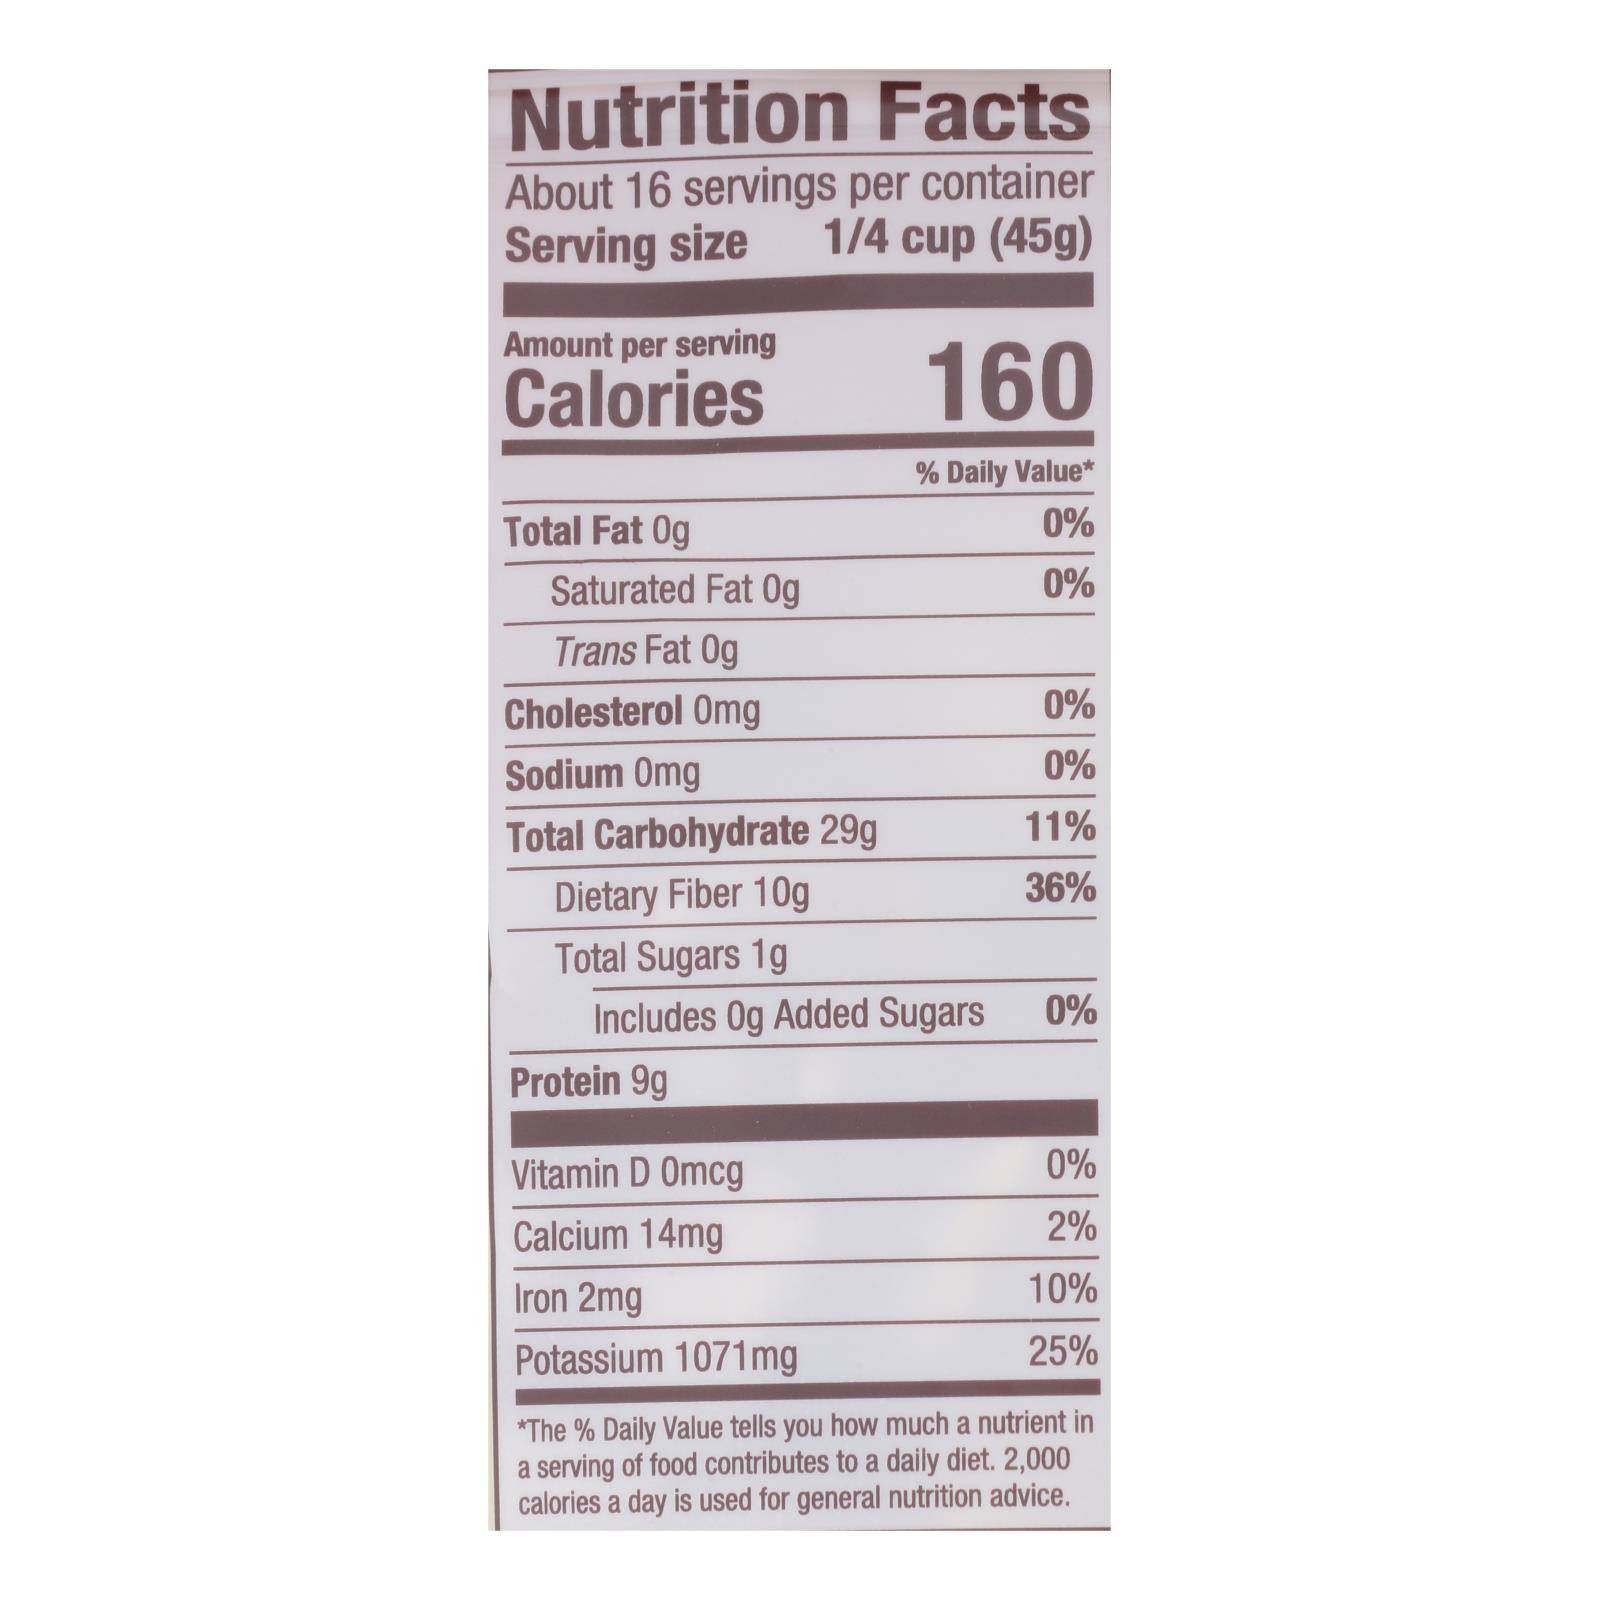 Nutrition Facts
About 16 servings per container
Serving size 1/4 cup (45g)
Amount per serving
Calories 160
% Daily Value*
Total Fat 0g 0%
Saturated Fat 0g 0%
Trans Fat 0g
Cholesterol 0mg 0%
Sodium 0mg 0%
Total Carbohydrate 29g 11%
Dietary Fiber 10g 36%
Total Sugars 1g
Includes 0g Added Sugars 0%
Protein 9g
Vitamin D 0mcg 0%
Calcium 14mg 2%
Iron 2mg 10%
Potassium 1071mg 25%
*The % Daily Value tells you how much a nutrient in
a serving of food contributes to a daily diet. 2,000
calories a day is used for general nutrition advice.